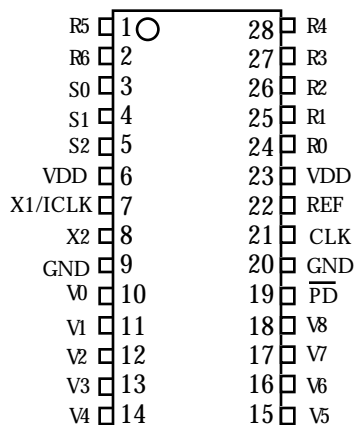 R5 1 28 R4
R6 2 27 R3
S0 3 26 R2
S1 4 25 R1
S2 5 24 R0
VDD 6 23 VDD
X1/ICLK 7 22 REF
X2 8 21 CLK
GND 9 20 GND
V0 10 19 P̅D̅
V1 11 18 V8
V2 12 17 V7
V3 13 16 V6
V4 14 15 V5